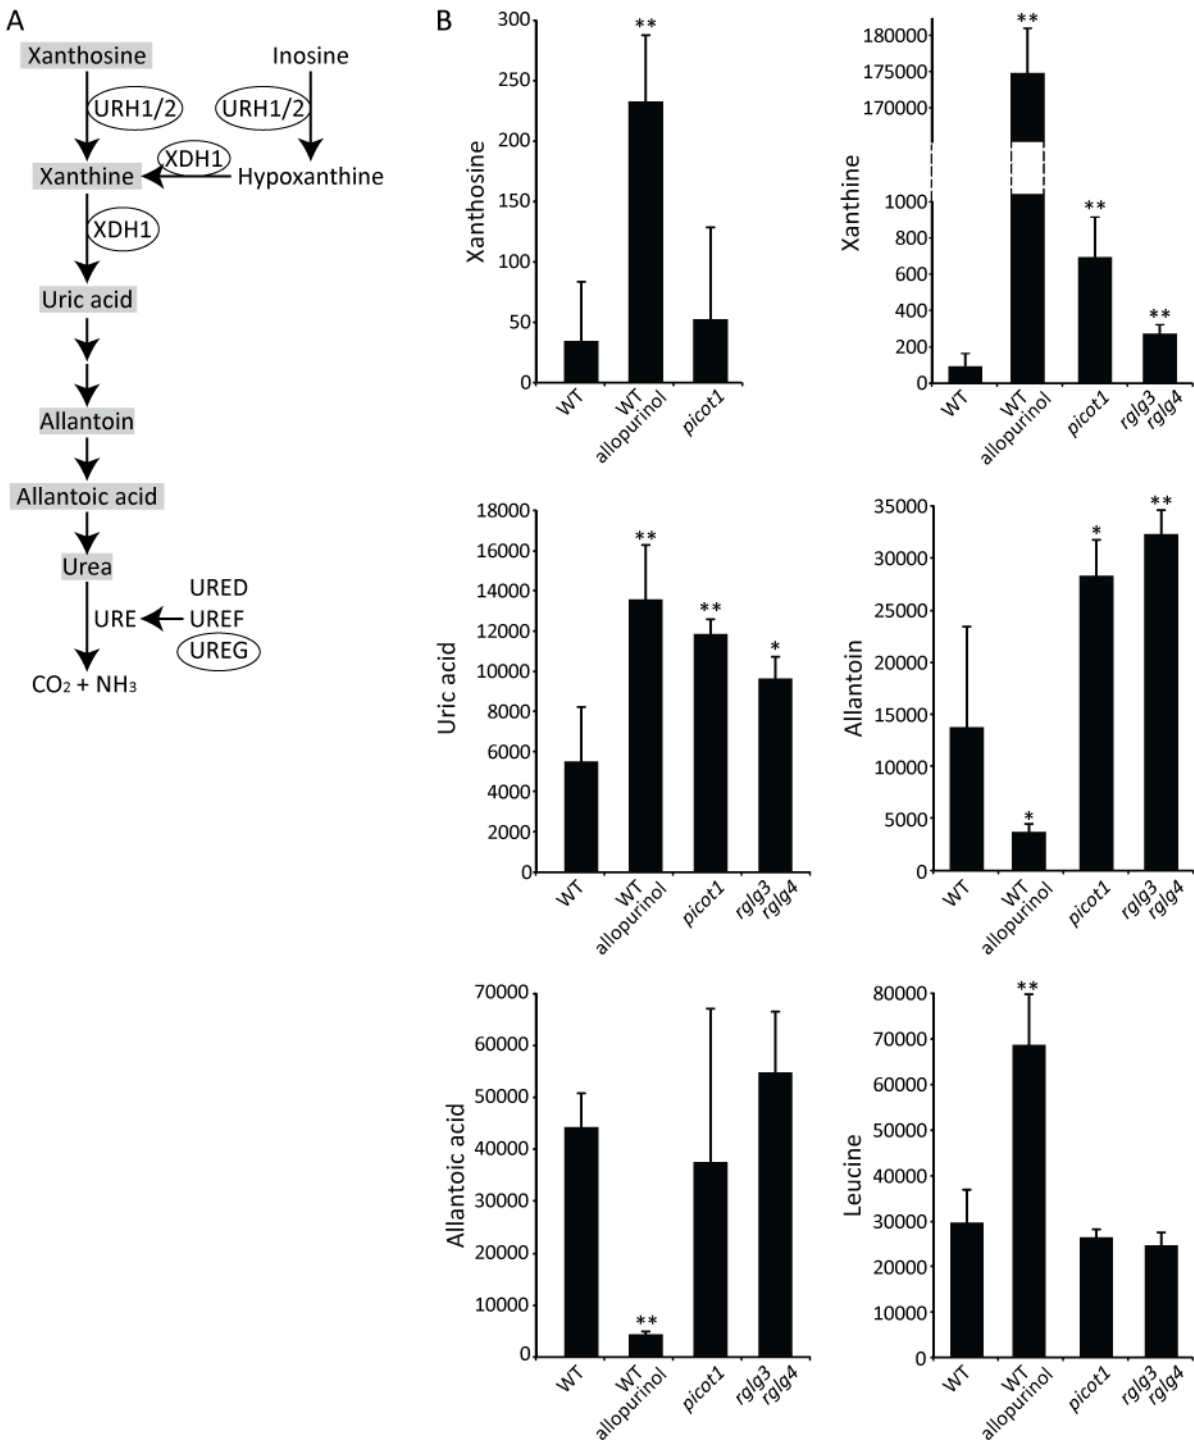 A
Xanthosine
Inosine
URH1/2
URH1/2
XDH1
Xanthine
Hypoxanthine
XDH1
Uric acid
Allantoin
Allantoic acid
Urea
URED
URE
UREF
UREG
CO2 + NH3
B
Xanthosine
300
250
200
150
100
50
0
**
WT
WT
allopurinol
picot1
Xanthine
180000
175000
170000
1000
800
600
400
200
0
**
**
**
WT
WT
allopurinol
picot1
rglg3
rglg4
Uric acid
18000
16000
14000
12000
10000
8000
6000
4000
2000
0
**
**
*
WT
WT
allopurinol
picot1
rglg3
rglg4
Allantoin
35000
30000
25000
20000
15000
10000
5000
0
*
*
**
WT
WT
allopurinol
picot1
rglg3
rglg4
Allantoic acid
70000
60000
50000
40000
30000
20000
10000
0
**
WT
WT
allopurinol
picot1
rglg3
rglg4
Leucine
80000
70000
60000
50000
40000
30000
20000
10000
0
**
WT
WT
allopurinol
picot1
rglg3
rglg4